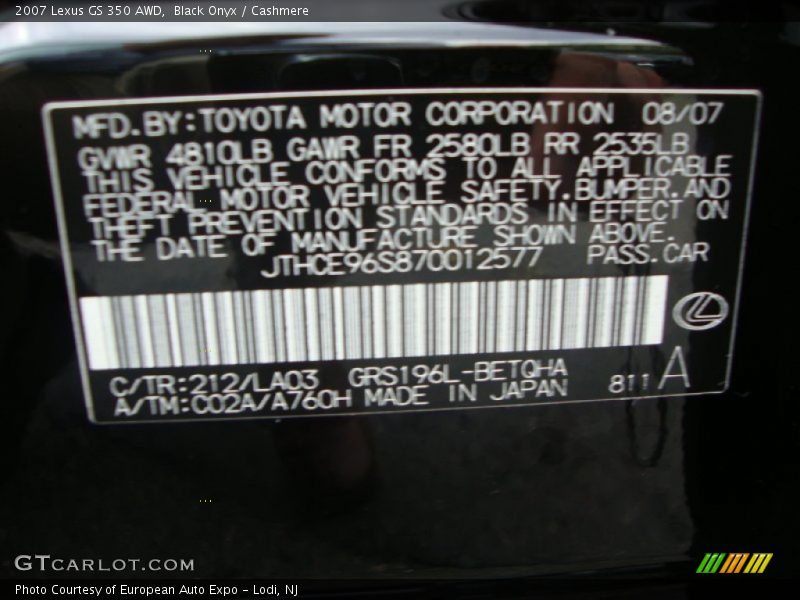 2007 Lexus GS 350 AWD, Black Onyx / Cashmere
MFD.BY:TOYOTA MOTOR CORPORATION 08/07
GVWR 4810LB GAWR FR 2580LB RR 2535LB
THIS VEHICLE CONFORMS TO ALL APPLICABLE
FEDERAL MOTOR VEHICLE SAFETY.BUMPER.AND
THEFT PREVENTION STANDARDS IN EFFECT ON
THE DATE OF MANUFACTURE SHOWN ABOVE.
JTHCE96S870012577 PASS.CAR
C/TR:212/LA03 GRS196L-BETQHA
A/TM:C02A/A760H MADE IN JAPAN 811 A
GTCARLOT.COM
Photo Courtesy of European Auto Expo - Lodi, NJ